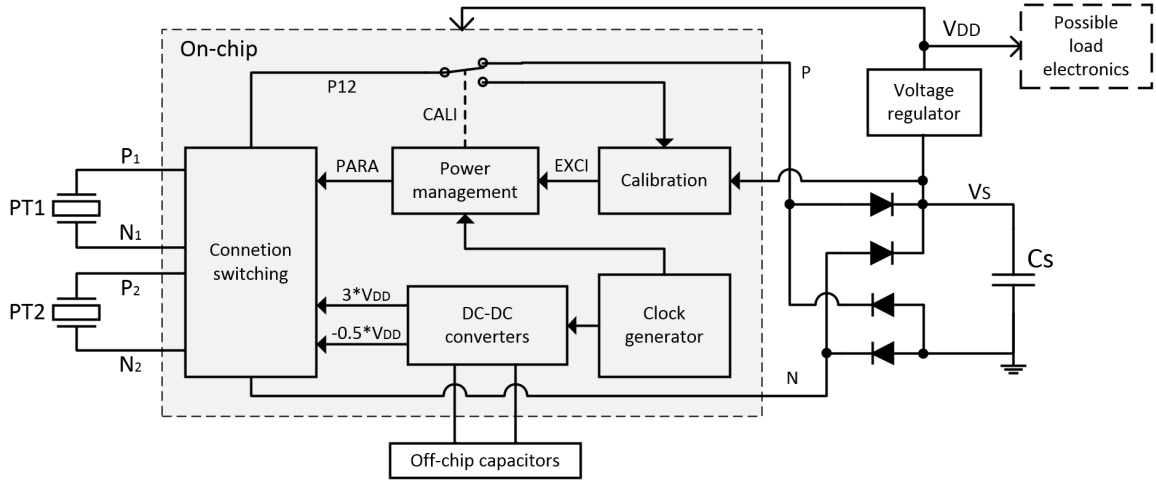 On-chip
P12
CALI
P
VDD
Possible
load
electronics
Voltage
regulator
P1
PT1
N1
P2
PT2
N2
Connetion
switching
PARA
Power
management
EXCI
Calibration
VS
CS
3*VDD
-0.5*VDD
DC-DC
converters
Clock
generator
N
Off-chip capacitors